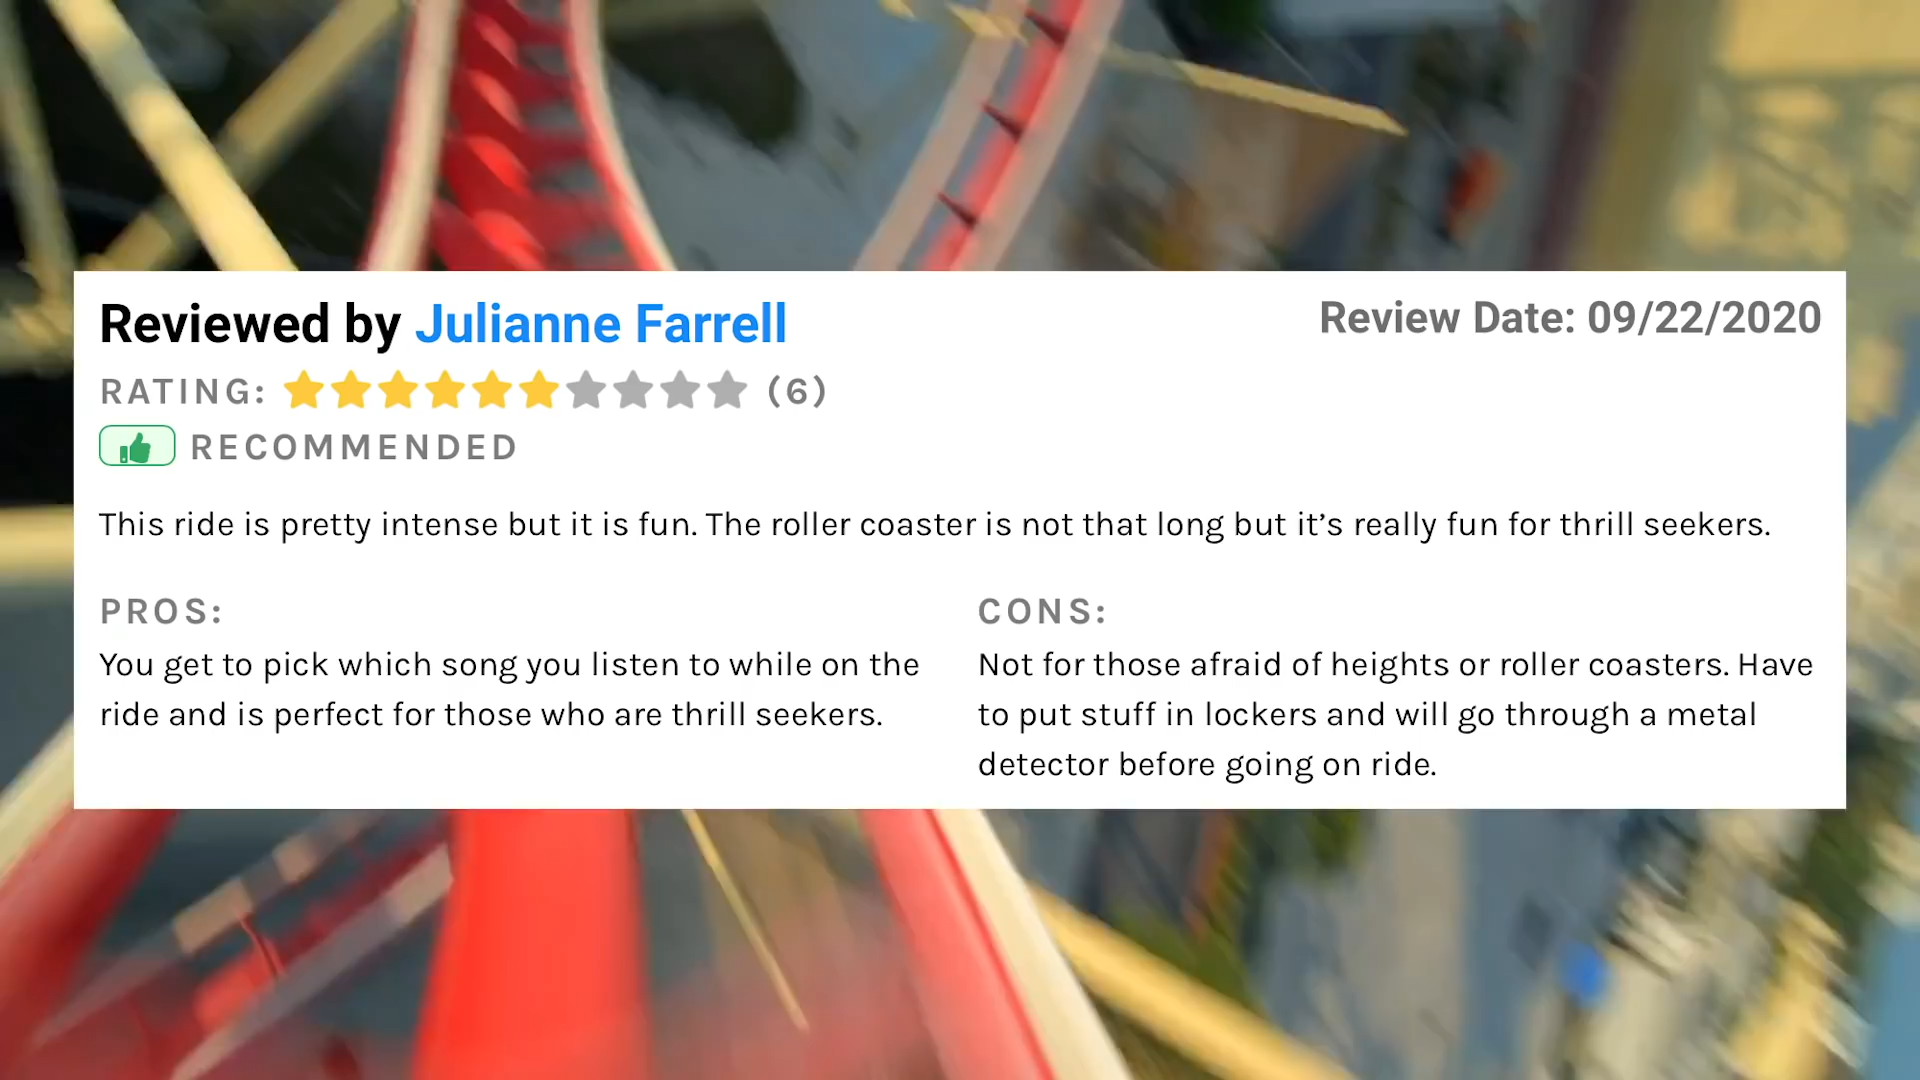 Reviewed by Julianne Farrell
Review Date: 09/22/2020
RATING: (6)
RECOMMENDED
This ride is pretty intense but it is fun. The roller coaster is not that long but it’s really fun for thrill seekers.
PROS:
You get to pick which song you listen to while on the
ride and is perfect for those who are thrill seekers.
CONS:
Not for those afraid of heights or roller coasters. Have
to put stuff in lockers and will go through a metal
detector before going on ride.